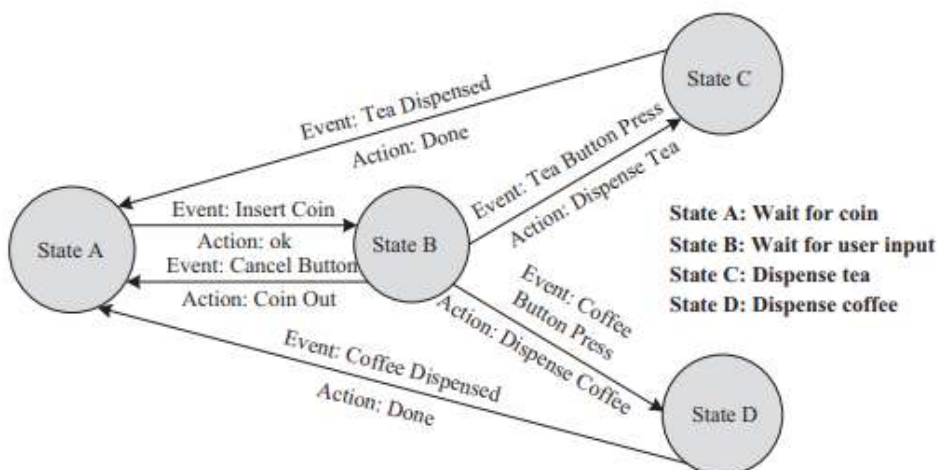 State C
Event: Tea Dispensed
Action: Done
Event: Tea Button Press
Action: Dispense Tea
State A
Event: Insert Coin
Action: ok
Event: Cancel Button
Action: Coin Out
State B
State A: Wait for coin
State B: Wait for user input
State C: Dispense tea
State D: Dispense coffee
Event: Coffee
Button Press
Action: Dispense Coffee
Event: Coffee Dispensed
Action: Done
State D